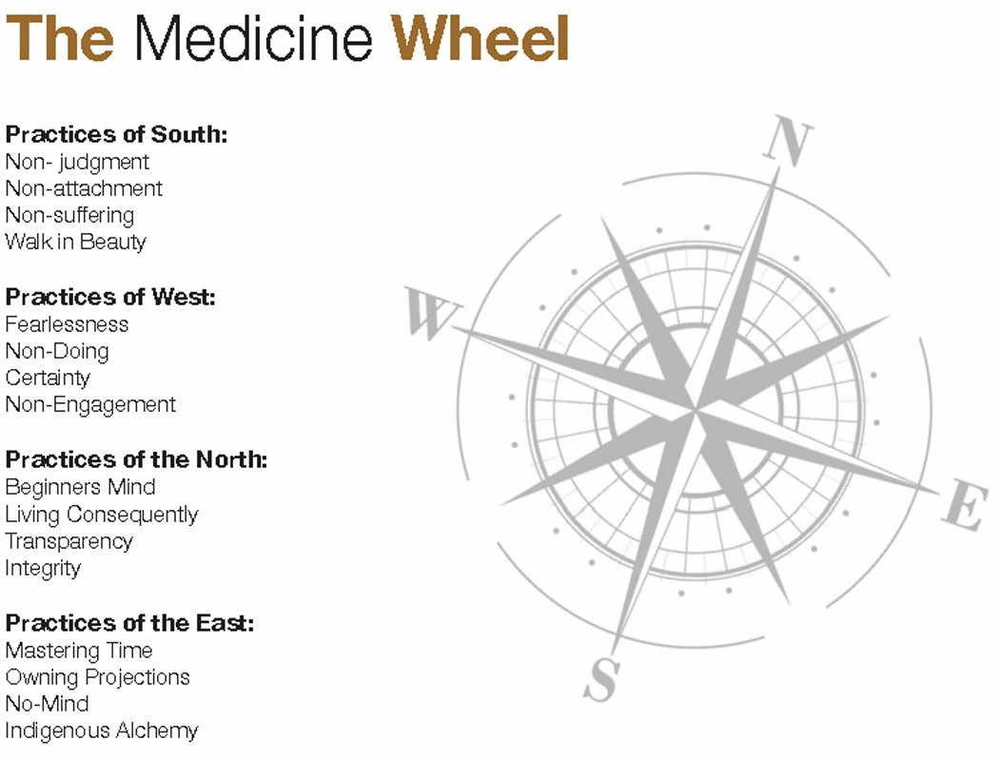 The Medicine Wheel
Practices of South:
Non- judgment
Non-attachment
Non-suffering
Walk in Beauty
Practices of West:
Fearlessness
Non-Doing
Certainty
Non-Engagement
Practices of the North:
Beginners Mind
Living Consequently
Transparency
Integrity
Practices of the East:
Mastering Time
Owning Projections
No-Mind
Indigenous Alchemy
N
W
E
S